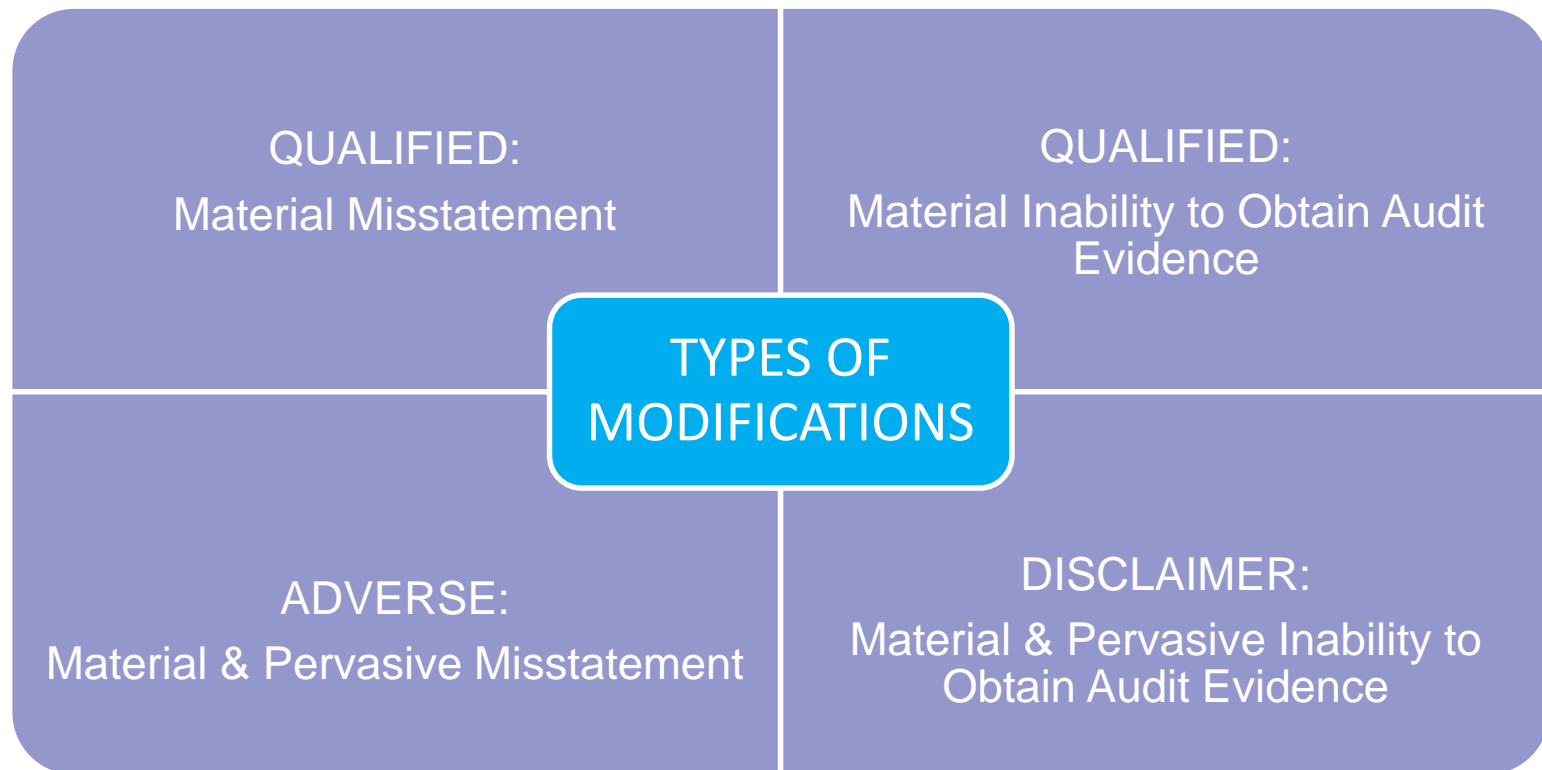 QUALIFIED:
Material Misstatement
QUALIFIED:
Material Inability to Obtain Audit
Evidence
TYPES OF
MODIFICATIONS
ADVERSE:
Material & Pervasive Misstatement
DISCLAIMER:
Material & Pervasive Inability to
Obtain Audit Evidence